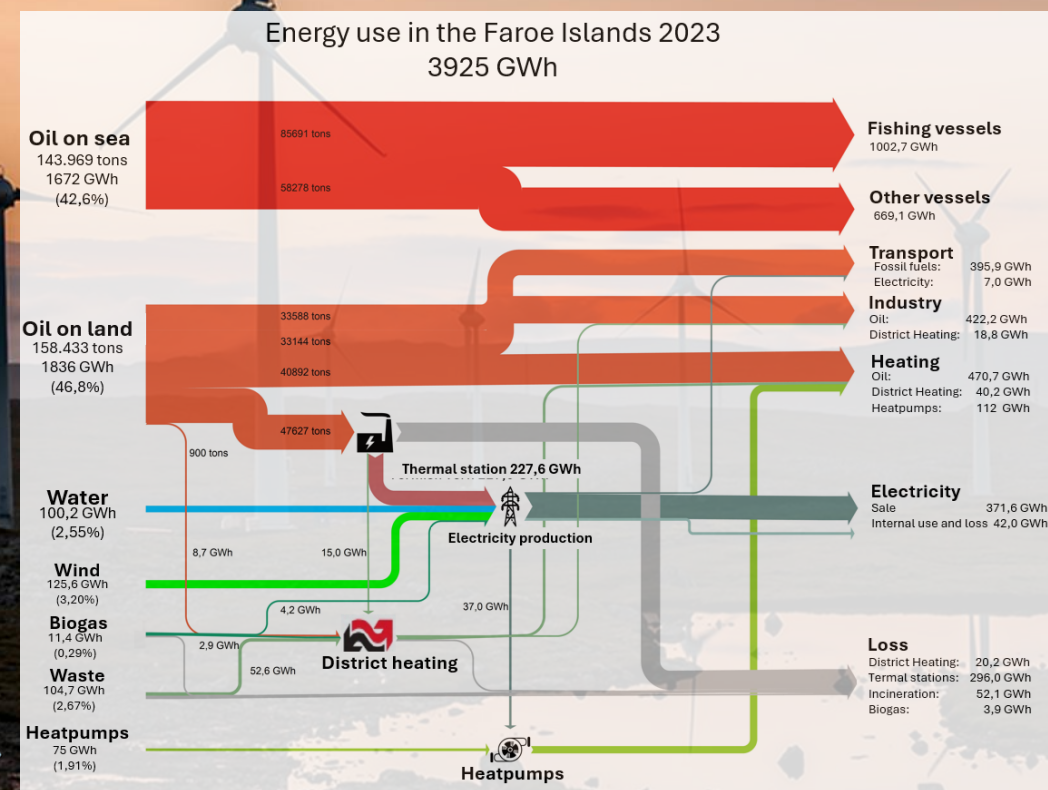 Energy use in the Faroe Islands 2023
3925 GWh
Oil on sea
143.969 tons
1672 GWh
(42,6%)
85691 tons
58278 tons
Fishing vessels
1002,7 GWh
Other vessels
669,1 GWh
Transport
Fossil fuels: 395,9 GWh
Electricity: 7,0 GWh
Industry
Oil: 422,2 GWh
District Heating: 18,8 GWh
Oil on land
158.433 tons
1836 GWh
(46,8%)
33588 tons
33144 tons
40892 tons
47627 tons
900 tons
Heating
Oil: 470,7 GWh
District Heating: 40,2 GWh
Heatpumps: 112 GWh
Thermal station 227,6 GWh
Water
100,2 GWh
(2,55%)
Electricity production
Electricity
Sale 371,6 GWh
Internal use and loss 42,0 GWh
8,7 GWh
15,0 GWh
Wind
125,6 GWh
(3,20%)
4,2 GWh
37,0 GWh
Biogas
11,4 GWh
(0,29%)
2,9 GWh
District heating
52,6 GWh
Waste
104,7 GWh
(2,67%)
Loss
District Heating: 20,2 GWh
Termal stations: 296,0 GWh
Incineration: 52,1 GWh
Biogas: 3,9 GWh
Heatpumps
75 GWh
(1,91%)
Heatpumps